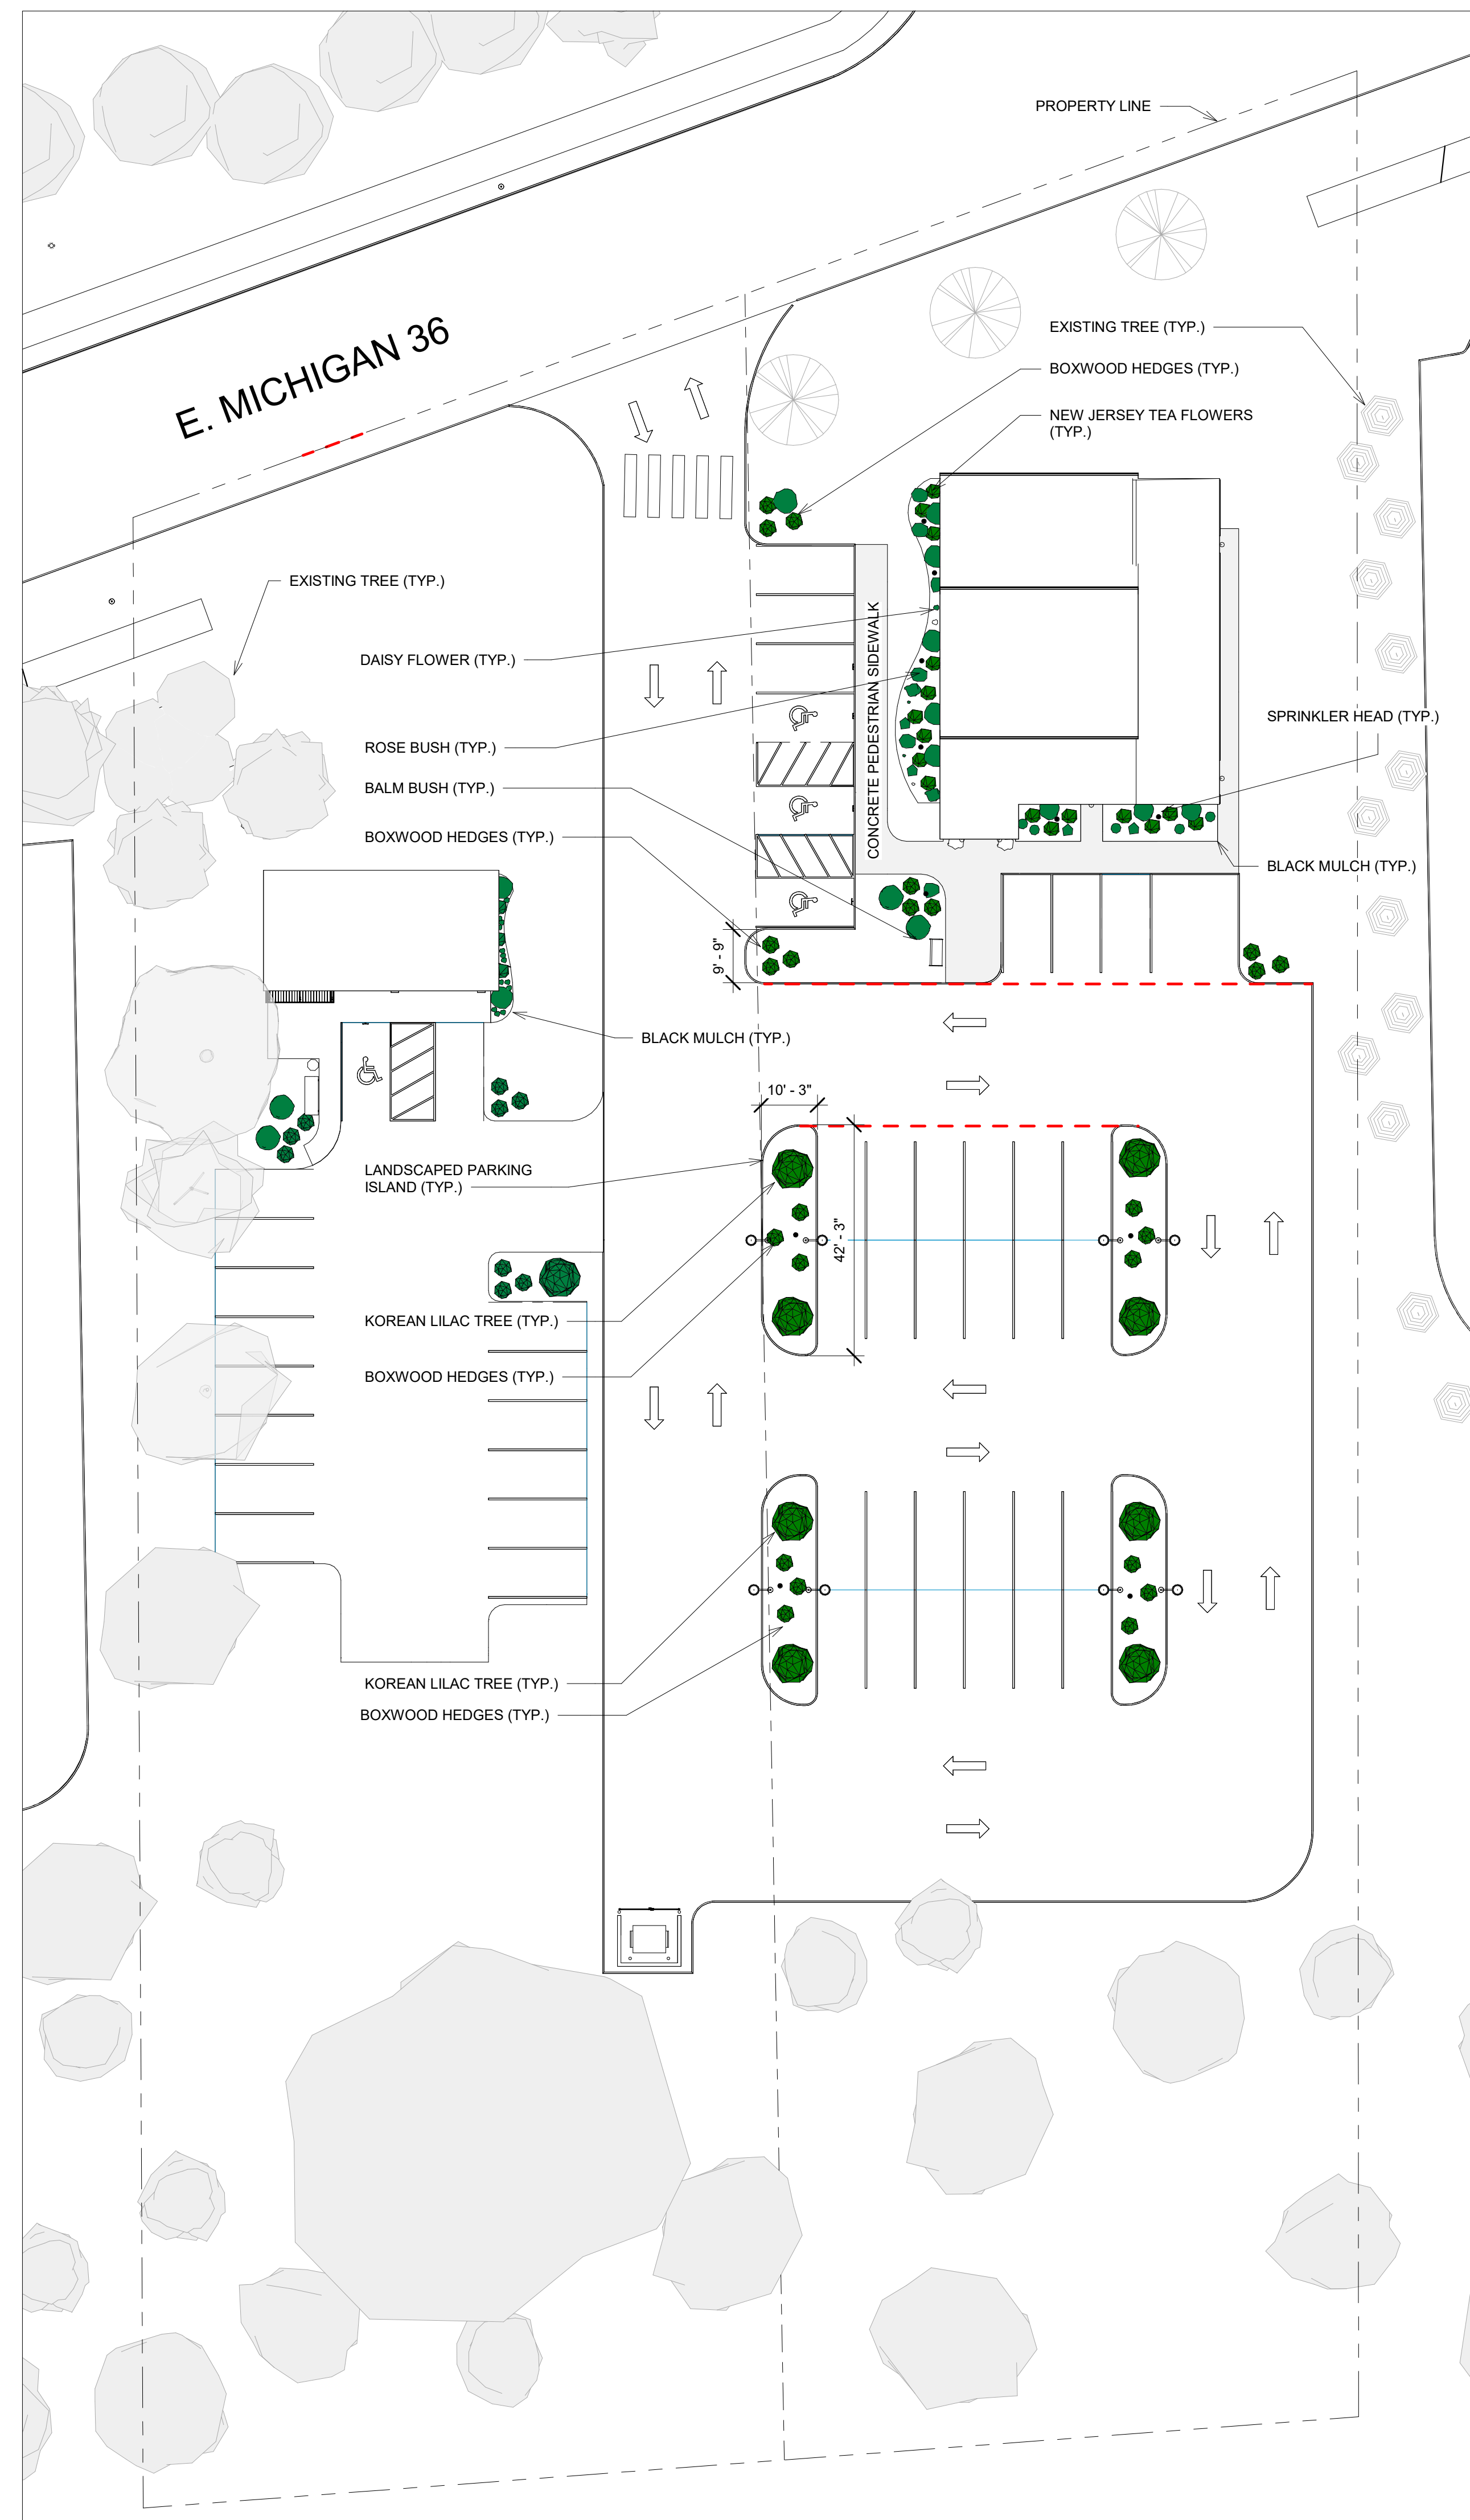 PROPERTY LINE
E. MICHIGAN 36
EXISTING TREE (TYP.)
BOXWOOD HEDGES (TYP.)
NEW JERSEY TEA FLOWERS
(TYP.)
EXISTING TREE (TYP.)
DAISY FLOWER (TYP.)
CONCRETE PEDESTRIAN SIDEWALK
SPRINKLER HEAD (TYP.)
ROSE BUSH (TYP.)
BALM BUSH (TYP.)
BOXWOOD HEDGES (TYP.)
BLACK MULCH (TYP.)
9' - 9"
BLACK MULCH (TYP.)
10' - 3"
LANDSCAPED PARKING
ISLAND (TYP.)
42' - 3"
KOREAN LILAC TREE (TYP.)
BOXWOOD HEDGES (TYP.)
KOREAN LILAC TREE (TYP.)
BOXWOOD HEDGES (TYP.)